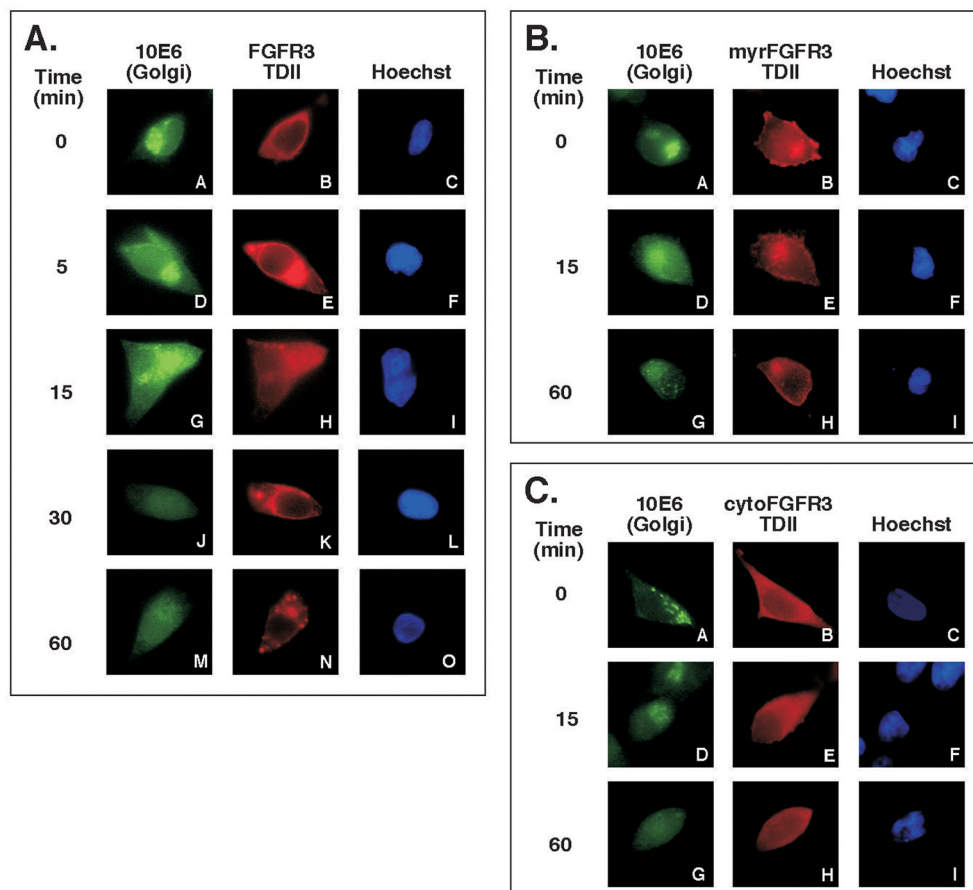 A.
Time
(min)
10E6
(Golgi)
FGFR3
TDII
Hoechst
0
A
B
C
5
D
E
F
15
G
H
I
30
J
K
L
60
M
N
O
B.
Time
(min)
10E6
(Golgi)
myrFGFR3
TDII
Hoechst
0
A
B
C
15
D
E
F
60
G
H
I
C.
Time
(min)
10E6
(Golgi)
cytoFGFR3
TDII
Hoechst
0
A
B
C
15
D
E
F
60
G
H
I